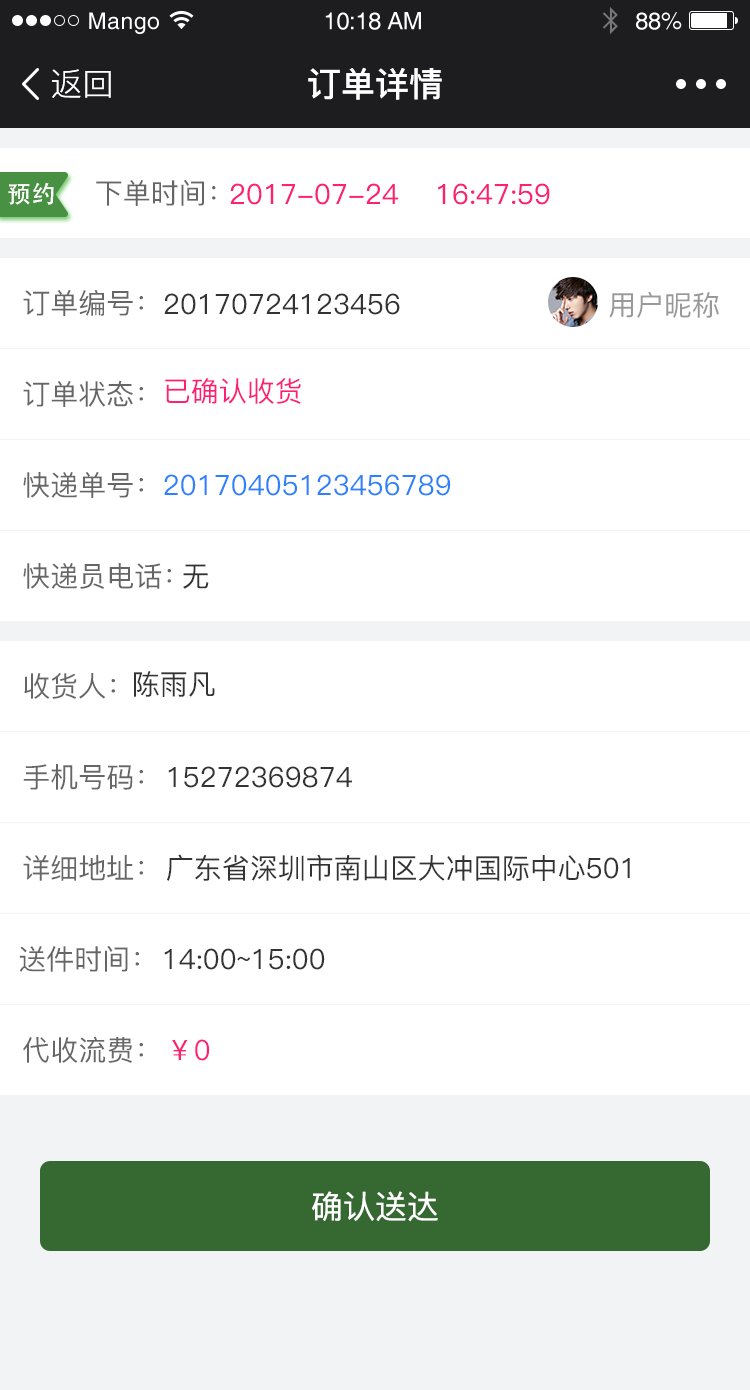 Mango 10:18 AM 88%
返回 订单详情
预约 下单时间：2017-07-24 16:47:59
订单编号：20170724123456 用户昵称
订单状态：已确认收货
快递单号：20170405123456789
快递员电话：无
收货人：陈雨凡
手机号码：15272369874
详细地址：广东省深圳市南山区大冲国际中心501
送件时间：14:00~15:00
代收流费：￥0
确认送达